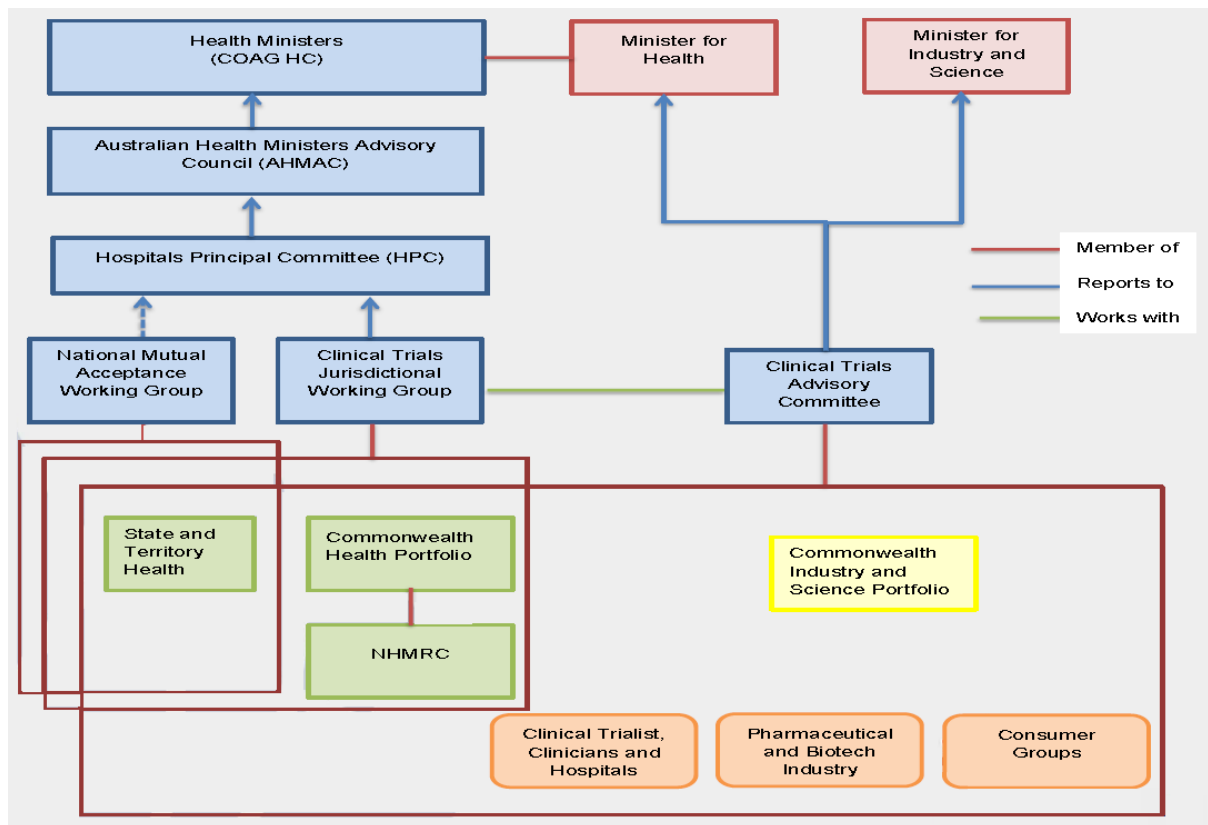 Health Ministers
(COAG HC)
Minister for
Health
Minister for
Industry and
Science
Australian Health Ministers Advisory
Council (AHMAC)
Hospitals Principal Committee (HPC)
Member of
Reports to
Works with
National Mutual
Acceptance
Working Group
Clinical Trials
Jurisdictional
Working Group
Clinical Trials
Advisory
Committee
State and
Territory
Health
Commonwealth
Health Portfolio
Commonwealth
Industry and
Science Portfolio
NHMRC
Clinical Trialist,
Clinicians and
Hospitals
Pharmaceutical
and Biotech
Industry
Consumer
Groups